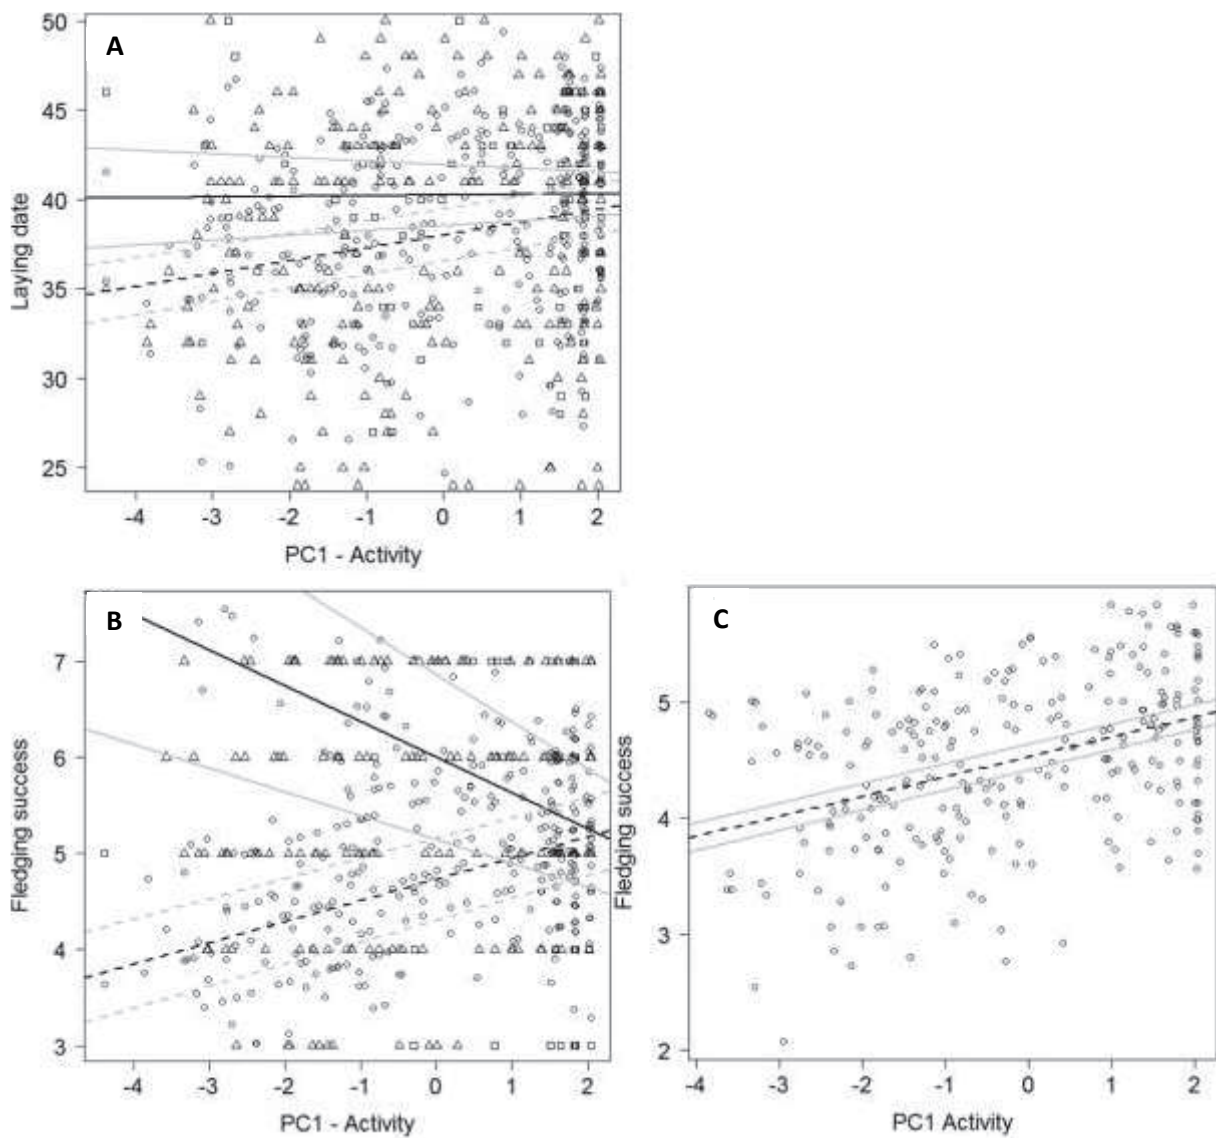 A
50
45
40
35
30
25
Laying date
-4 -3 -2 -1 0 1 2
PC1 - Activity
B
7
6
5
4
3
Fledging success
-4 -3 -2 -1 0 1 2
PC1 - Activity
C
5
4
3
2
Fledging success
-4 -3 -2 -1 0 1 2
PC1 Activity